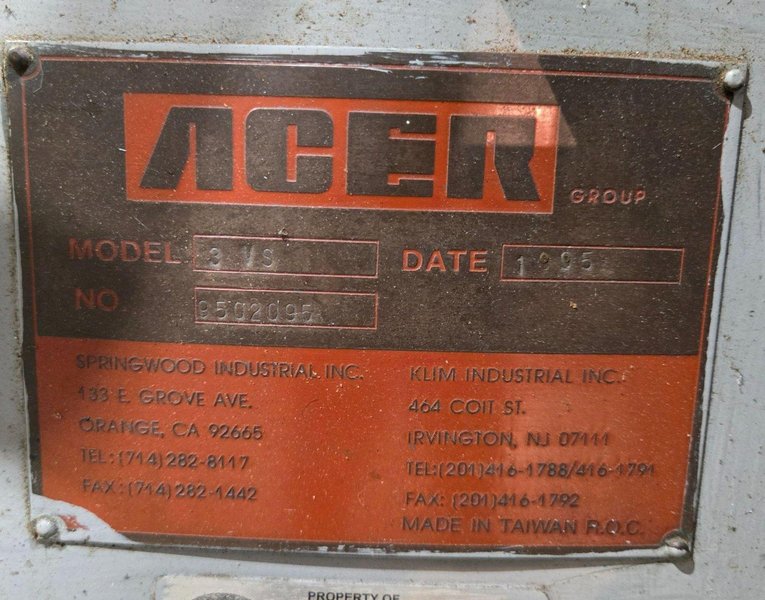 ACER
GROUP
MODEL 3 VS
DATE 1995
NO 9502095
SPRINGWOOD INDUSTRIAL INC.
433 E. GROVE AVE.
ORANGE, CA 92665
TEL:(714)282-8117
FAX:(714)282-1442
KLIM INDUSTRIAL INC.
464 COIT ST.
IRVINGTON, NJ 07111
TEL:(201)416-1788/416-1791
FAX: (201)416-1792
MADE IN TAIWAN R.O.C.
PROPERTY OF